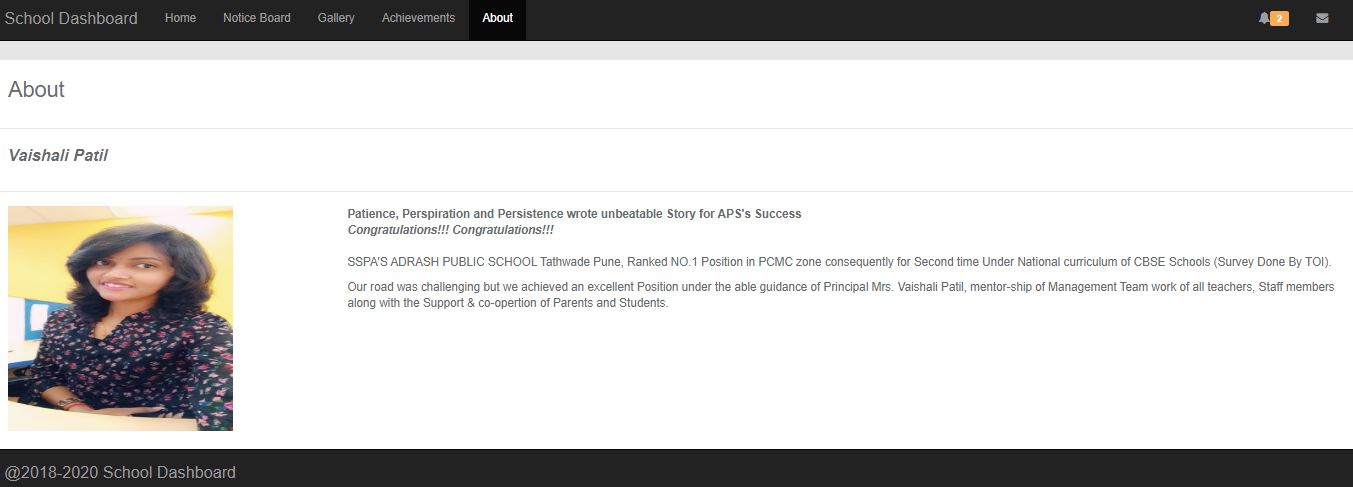 School Dashboard Home Notice Board Gallery Achievements About 2
About
Vaishali Patil
Patience, Perspiration and Persistence wrote unbeatable Story for APS's Success
Congratulations!!! Congratulations!!!
SSPA'S ADRASH PUBLIC SCHOOL Tathwade Pune, Ranked NO.1 Position in PCMC zone consequently for Second time Under National curriculum of CBSE Schools (Survey Done By TOI).
Our road was challenging but we achieved an excellent Position under the able guidance of Principal Mrs. Vaishali Patil, mentor-ship of Management Team work of all teachers, Staff members
along with the Support & co-opertion of Parents and Students.
@2018-2020 School Dashboard